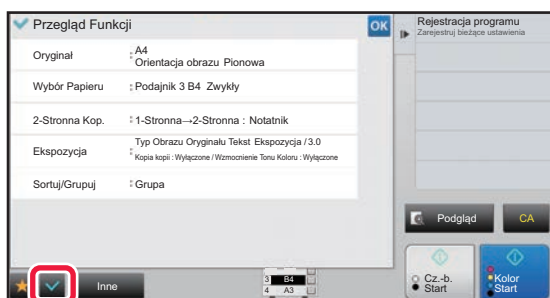 Przegląd Funkcji
OK
Oryginał : A4
Orientacja obrazu Pionowa
Wybór Papieru : Podajnik 3 B4 Zwykły
2-Stronna Kop. : 1-Stronna→2-Stronna : Notatnik
Ekspozycja : Typ Obrazu Oryginału Tekst Ekspozycja / 3.0
Kopia kopii : Wyłączone / Wzmocnienie Tonu Koloru : Wyłączone
Sortuj/Grupuj : Grupa
Inne
3 B4
4 A3
Rejestracja programu
Zarejestruj bieżące ustawienia
Podgląd
CA
Cz.-b.
Start
Kolor
Start